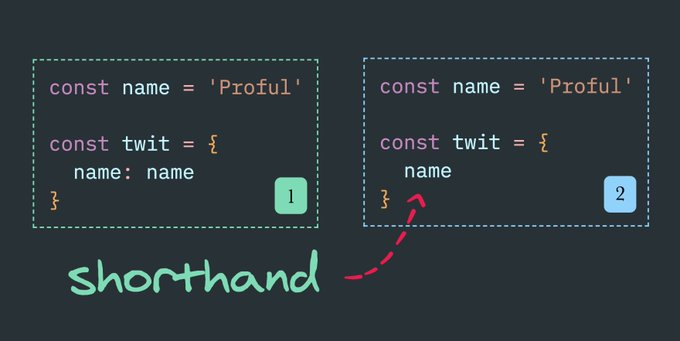 const name = 'Proful'
const twit = {
  name: name
}
1
const name = 'Proful'
const twit = {
  name
}
2
shorthand